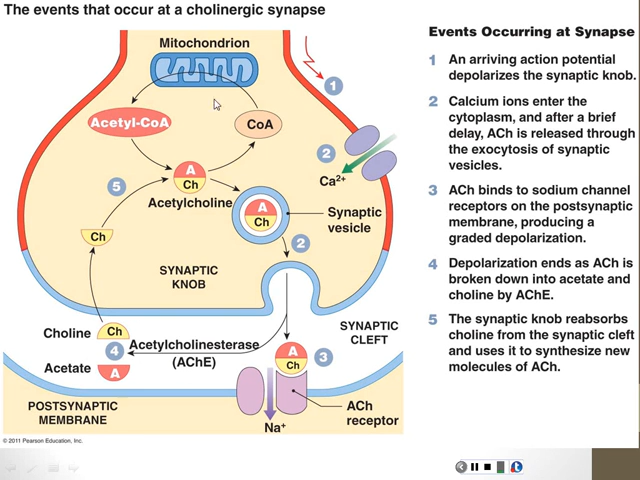 The events that occur at a cholinergic synapse
Mitochondrion
1
Acetyl-CoA
CoA
2
Ca2+
A
Ch
Acetylcholine
5
A
Ch
Synaptic
vesicle
Ch
2
SYNAPTIC
KNOB
Choline
Ch
Acetylcholinesterase
(AChE)
4
SYNAPTIC
CLEFT
Acetate
A
A
Ch
3
POSTSYNAPTIC
MEMBRANE
Na+
ACh
receptor
© 2011 Pearson Education, Inc.
Events Occurring at Synapse
1 An arriving action potential
depolarizes the synaptic knob.
2 Calcium ions enter the
cytoplasm, and after a brief
delay, ACh is released through
the exocytosis of synaptic
vesicles.
3 ACh binds to sodium channel
receptors on the postsynaptic
membrane, producing a
graded depolarization.
4 Depolarization ends as ACh is
broken down into acetate and
choline by AChE.
5 The synaptic knob reabsorbs
choline from the synaptic cleft
and uses it to synthesize new
molecules of ACh.